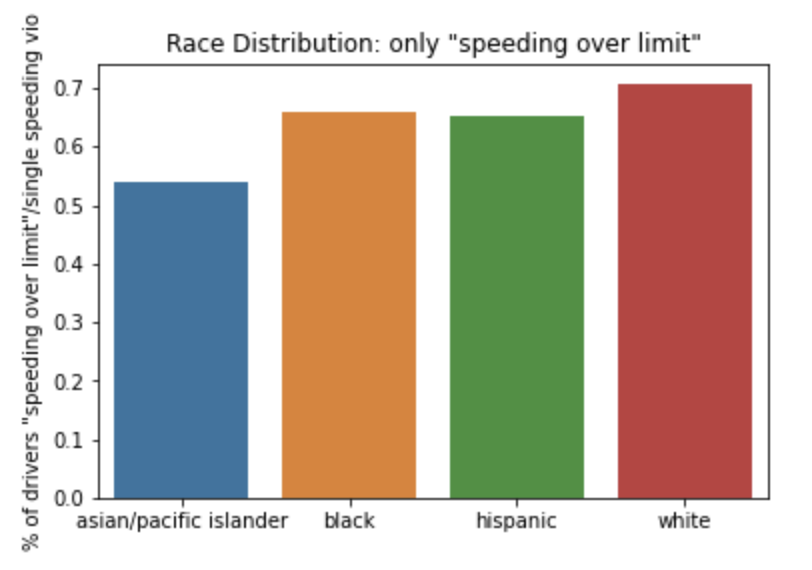 Race Distribution: only "speeding over limit"
% of drivers "speeding over limit"/single speeding vio
0.7
0.6
0.5
0.4
0.3
0.2
0.1
0.0
asian/pacific islander black hispanic white